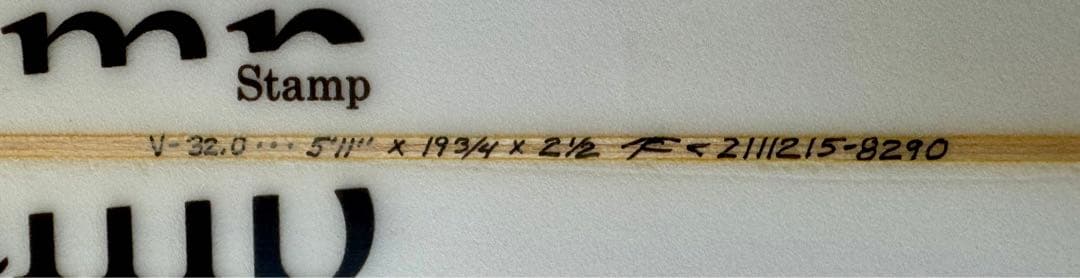 Stamp
V-32.0... 5'11" x 19 3/4 x 2 1/2 < 2111215-8290